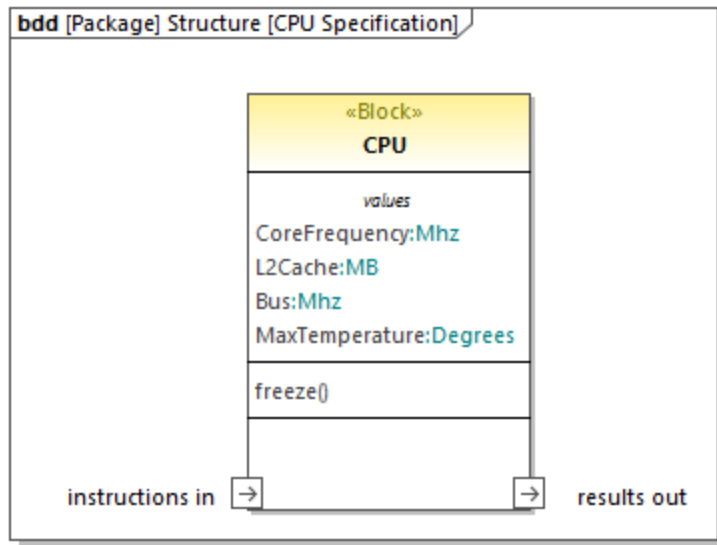 bdd [Package] Structure [CPU Specification]
«Block»
CPU
values
CoreFrequency:Mhz
L2Cache:MB
Bus:Mhz
MaxTemperature:Degrees
freeze()
instructions in
results out